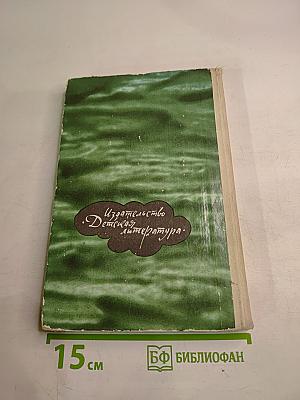 Издательство
Детская
литература.
15 см
БФ БИБЛИОФАН